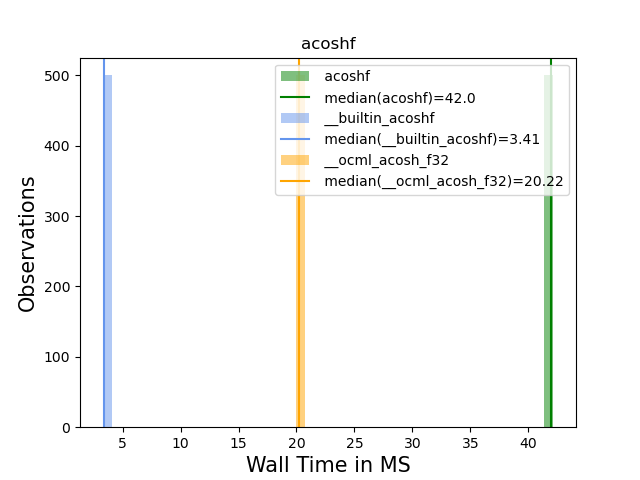 acoshf
500
400
300
200
100
0
Observations
acoshf
median(acoshf)=42.0
__builtin_acoshf
median(__builtin_acoshf)=3.41
__ocml_acosh_f32
median(__ocml_acosh_f32)=20.22
5 10 15 20 25 30 35 40
Wall Time in MS